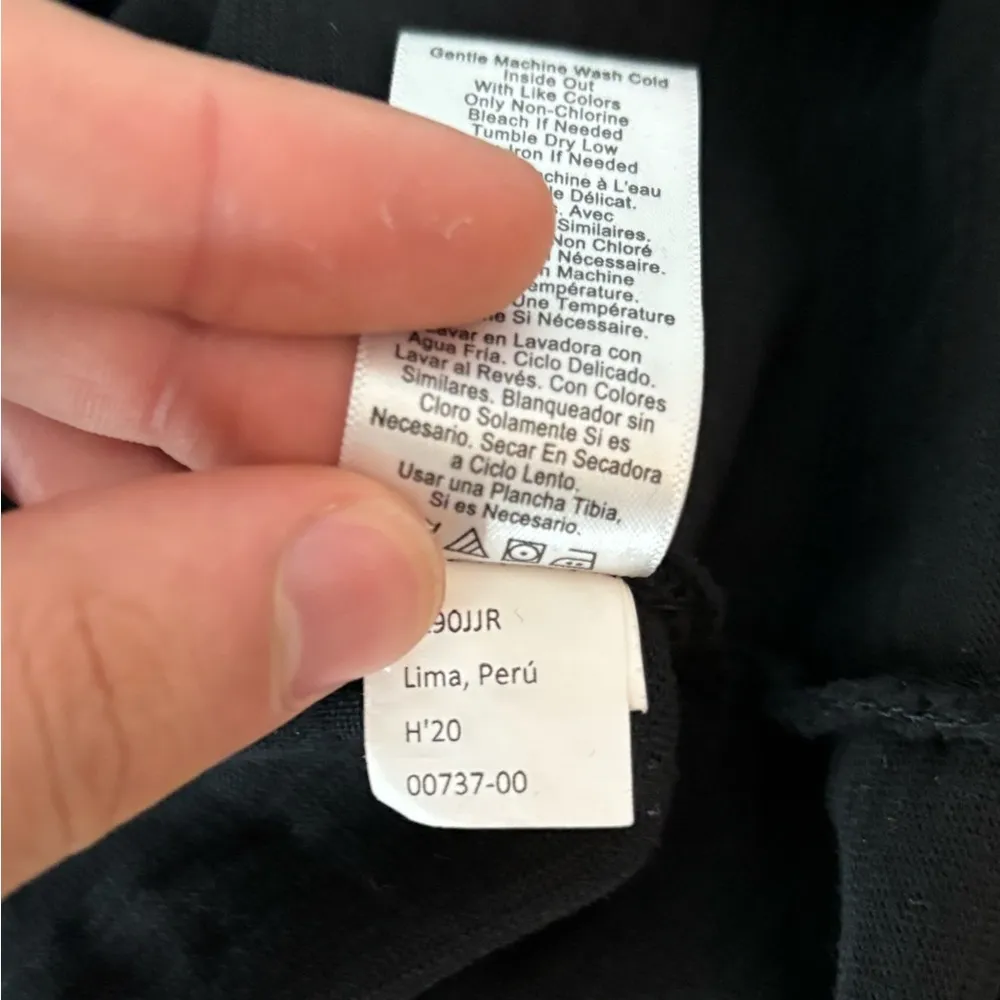 Gentle Machine Wash Cold
Inside Out
With Like Colors
Only Non-Chlorine
Bleach If Needed
Tumble Dry Low
Iron If Needed
à L'eau
Délicat.
Avec
Similaires.
Non Chloré
Nécessaire.
Machine
Une Température
Si Nécessaire.
Lavar en Lavadora con
Agua Fría. Ciclo Delicado.
Lavar al Revés. Con Colores
Similares. Blanqueador sin
Cloro Solamente Si es
Necesario. Secar En Secadora
a Ciclo Lento.
Usar una Plancha Tibia,
Si es Necesario.
90JJR
Lima, Perú
H'20
00737-00